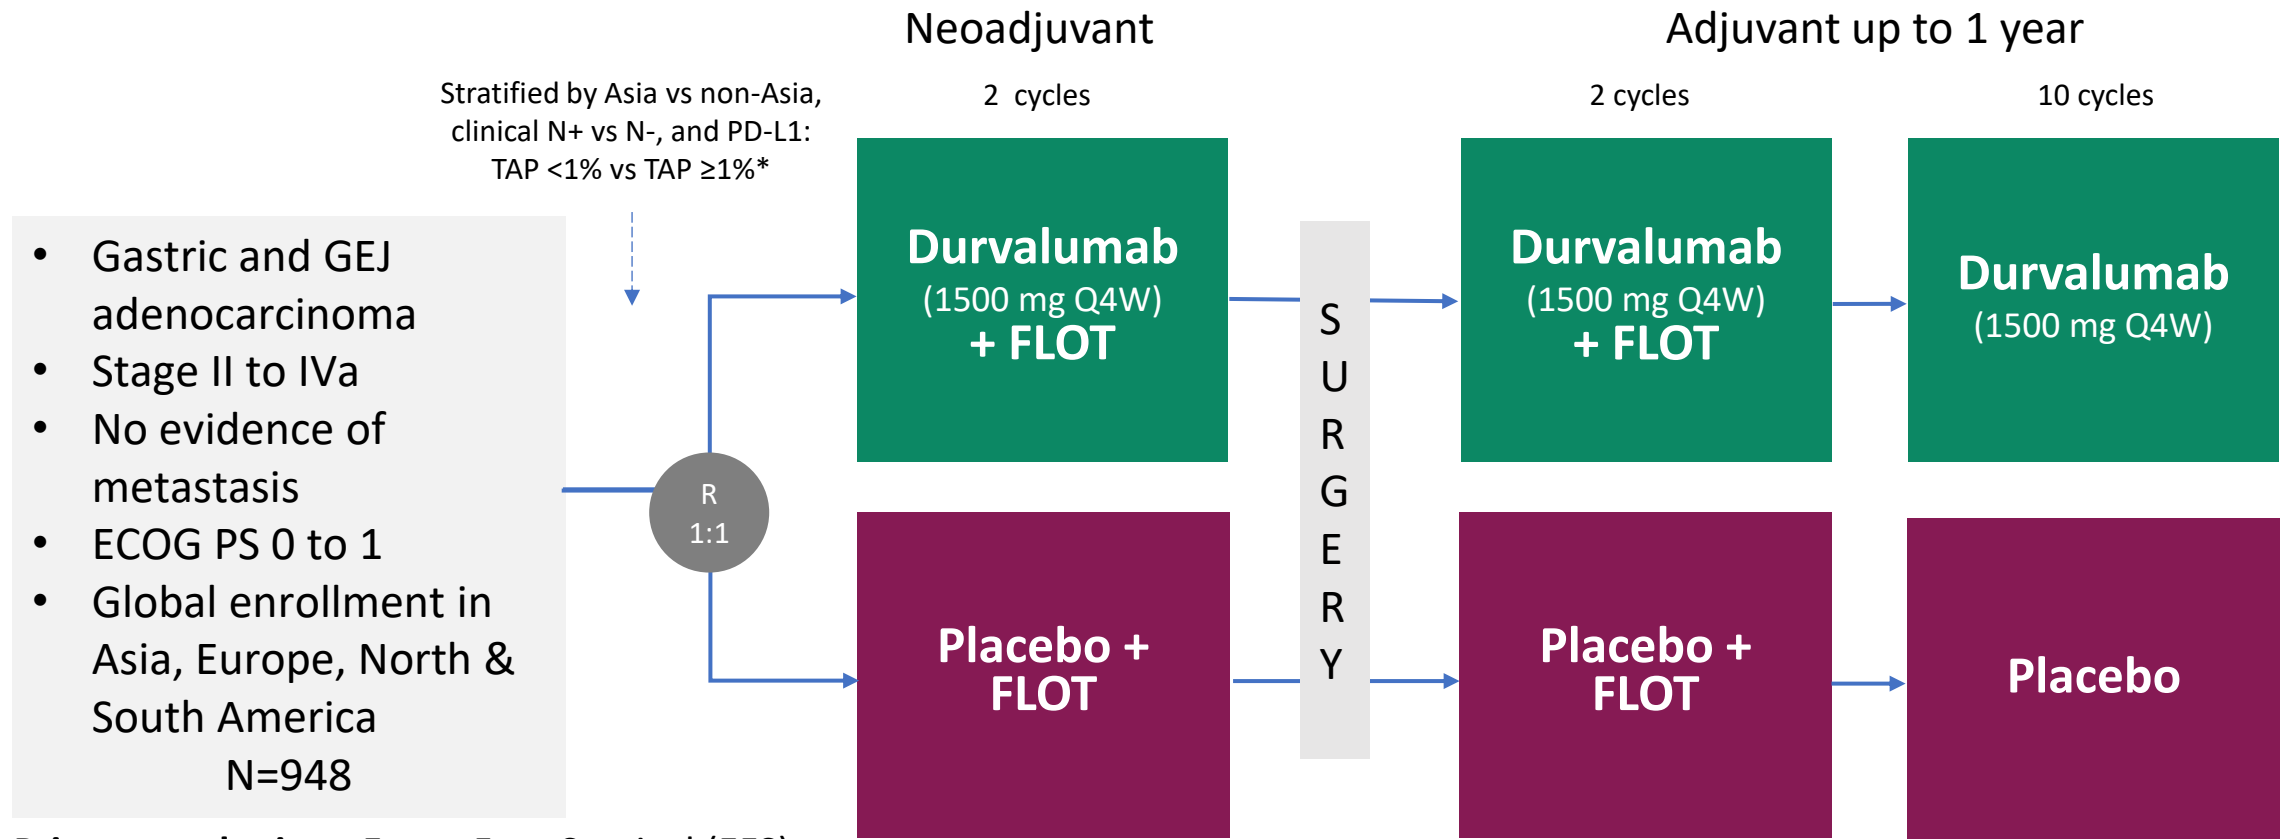 Neoadjuvant
Adjuvant up to 1 year
Stratified by Asia vs non-Asia,
clinical N+ vs N-, and PD-L1:
TAP <1% vs TAP ≥1%*
2 cycles
2 cycles
10 cycles
• Gastric and GEJ
adenocarcinoma
• Stage II to IVa
• No evidence of
metastasis
• ECOG PS 0 to 1
• Global enrollment in
Asia, Europe, North &
South America
N=948
R
1:1
Durvalumab
(1500 mg Q4W)
+ FLOT
Placebo +
FLOT
S
U
R
G
E
R
Y
Durvalumab
(1500 mg Q4W)
+ FLOT
Placebo +
FLOT
Durvalumab
(1500 mg Q4W)
Placebo